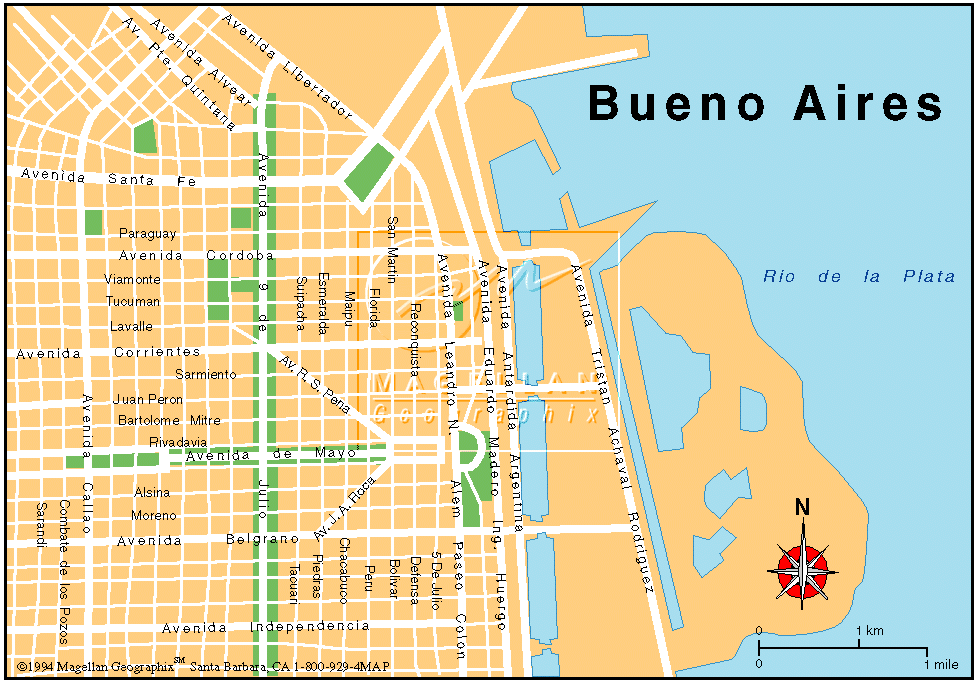 Bueno Aires
Avenida Libertador
Avenida Alvear
Av. Pte. Quintana
Avenida Santa Fe
Avenida 9 de Julio
Paraguay
Avenida Cordoba
Viamonte
Tucuman
Lavalle
Avenida Corrientes
Sarmiento
Juan Peron
Bartolome Mitre
Rivadavia
Avenida de Mayo
Alsina
Moreno
Avenida Belgrano
Avenida Independencia
Avenida Callao
Sarandi
Combate de los Pozos
Suipacha
Esmeralda
Maipu
Florida
San Martin
Reconquista
Av. R. S. Pena
Av. J. A. Roca
Tacuari
Piedras
Chacabuco
Peru
Bolivar
Defensa
5 De Julio
Avenida Leandro N. Alem Paseo Colon
Avenida Eduardo Madero Ing. Huergo
Avenida Antardida Argentina
Avenida Tristan Achaval Rodriguez
Rio de la Plata
MAGELLAN
Geographix
N
0 1 km
0 1 mile
©1994 Magellan Geographix℠ Santa Barbara, CA 1-800-929-4MAP